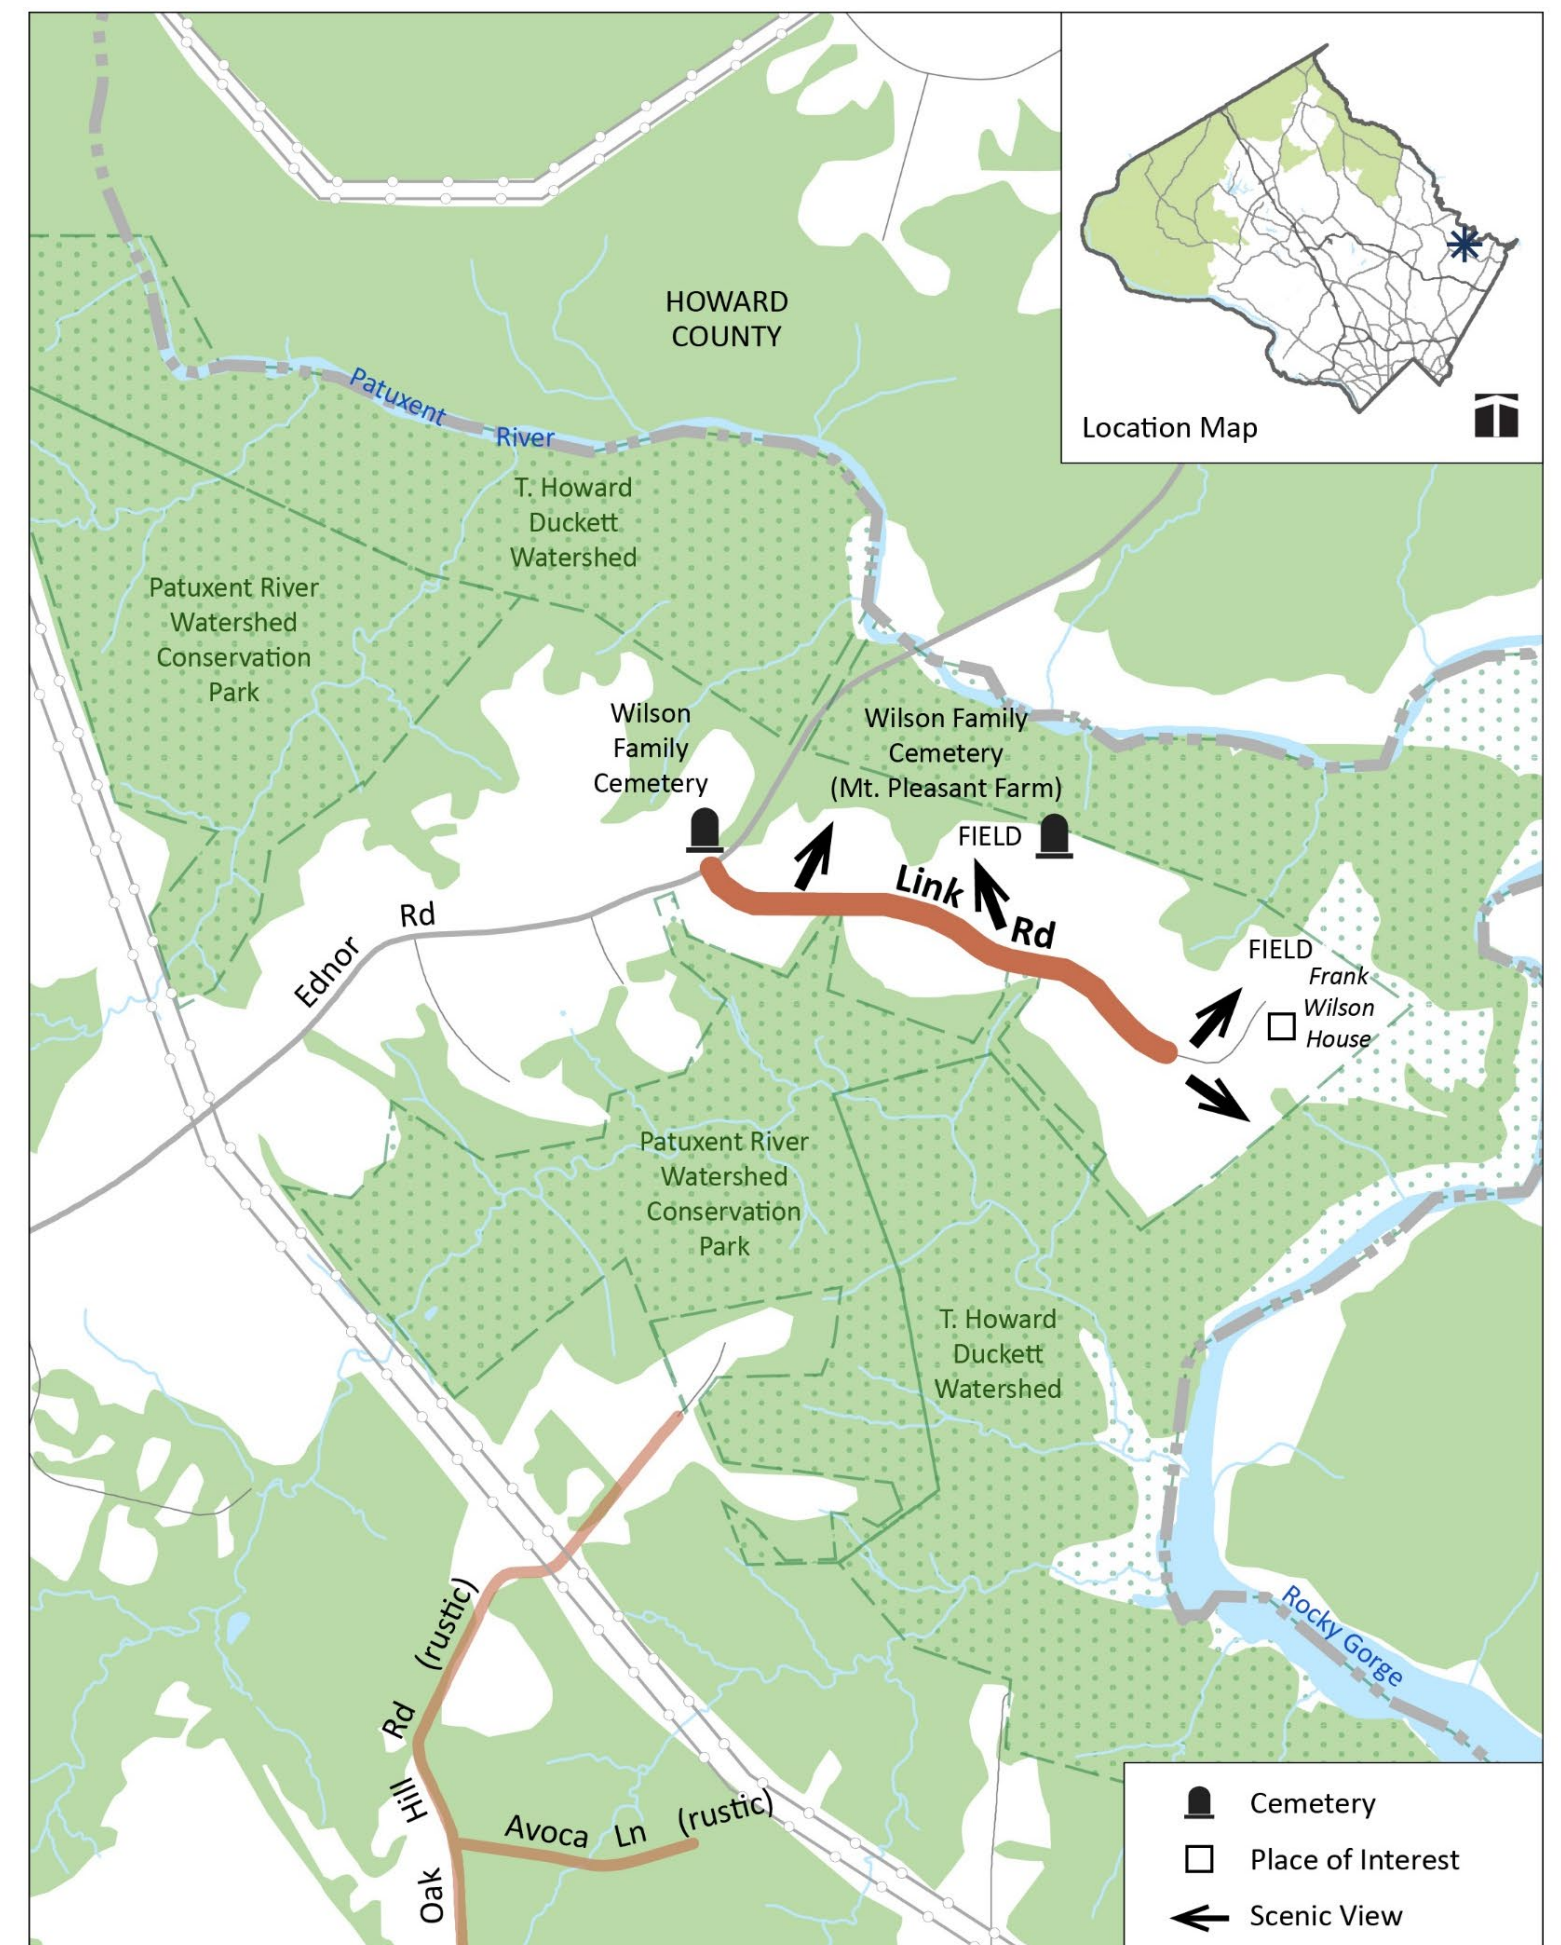 HOWARD
COUNTY
Location Map
Patuxent
River
T. Howard
Duckett
Watershed
Patuxent River
Watershed
Conservation
Park
Wilson
Family
Cemetery
Wilson Family
Cemetery
(Mt. Pleasant Farm)
FIELD
Link
Rd
Ednor
Rd
FIELD
Frank
Wilson
House
Patuxent River
Watershed
Conservation
Park
T. Howard
Duckett
Watershed
Rocky Gorge
Oak Hill Rd (rustic)
Avoca Ln (rustic)
Cemetery
Place of Interest
Scenic View